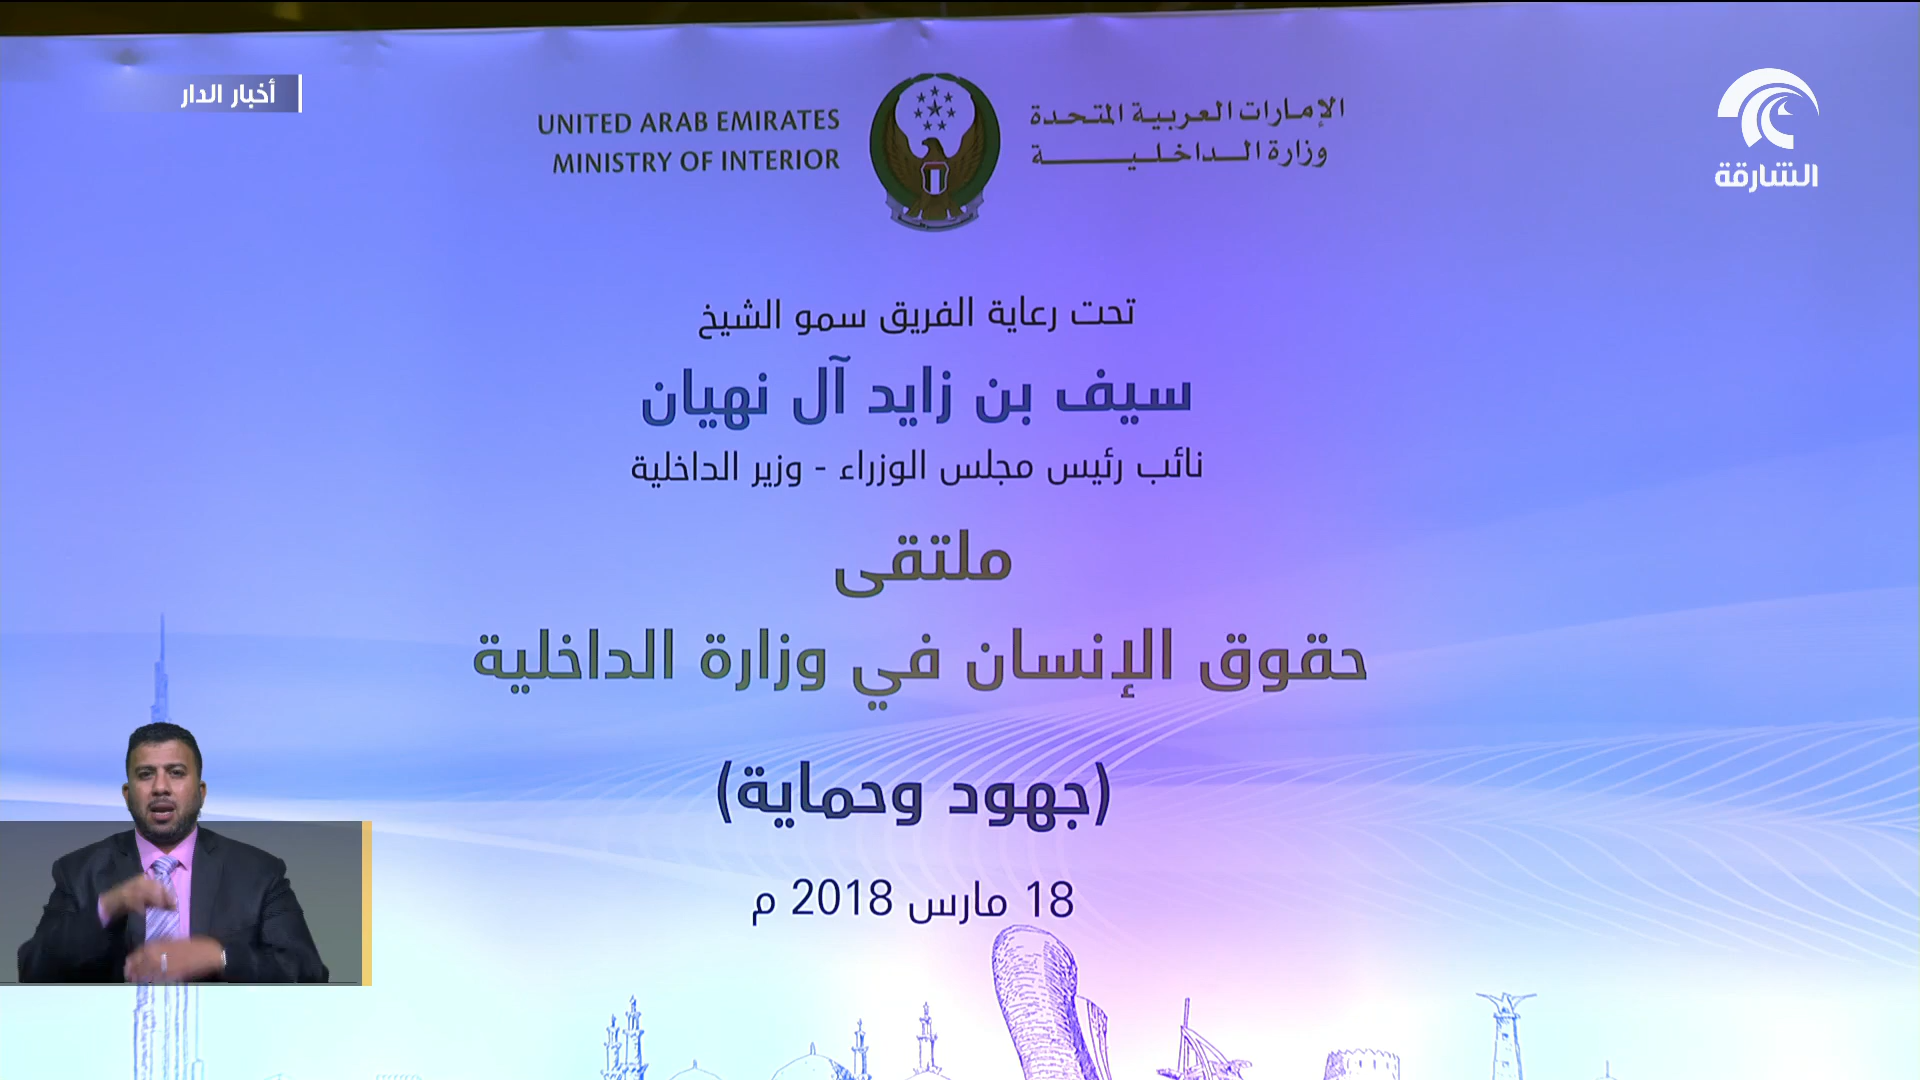 أخبار الدار
الشارقة
UNITED ARAB EMIRATES
MINISTRY OF INTERIOR
الإمارات العربية المتحدة
وزارة الداخلية
تحت رعاية الفريق سمو الشيخ
سيف بن زايد آل نهيان
نائب رئيس مجلس الوزراء - وزير الداخلية
ملتقى
حقوق الإنسان في وزارة الداخلية
(جهود وحماية)
18 مارس 2018 م